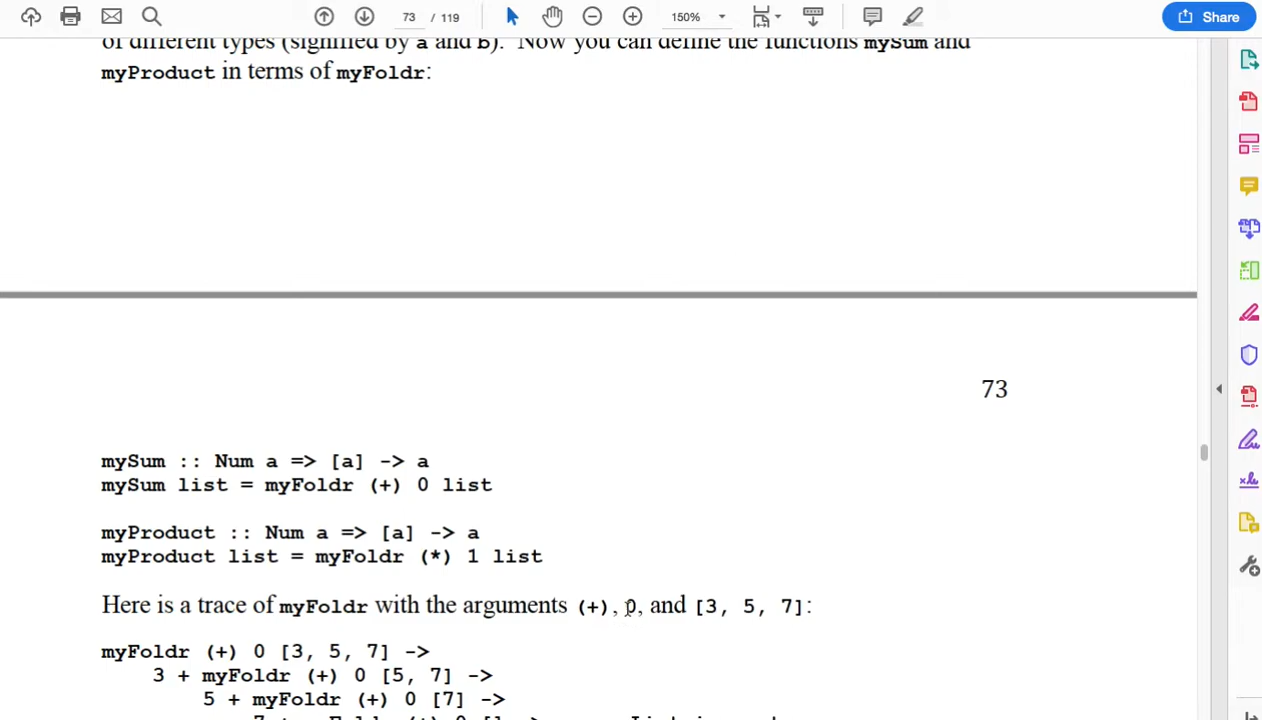 73 / 119
150%
Share
of different types (signified by a and b). Now you can define the functions mySum and
myProduct in terms of myFoldr:
73
mySum :: Num a => [a] -> a
mySum list = myFoldr (+) 0 list
myProduct :: Num a => [a] -> a
myProduct list = myFoldr (*) 1 list
Here is a trace of myFoldr with the arguments (+), 0, and [3, 5, 7]:
myFoldr (+) 0 [3, 5, 7] ->
3 + myFoldr (+) 0 [5, 7] ->
5 + myFoldr (+) 0 [7] ->